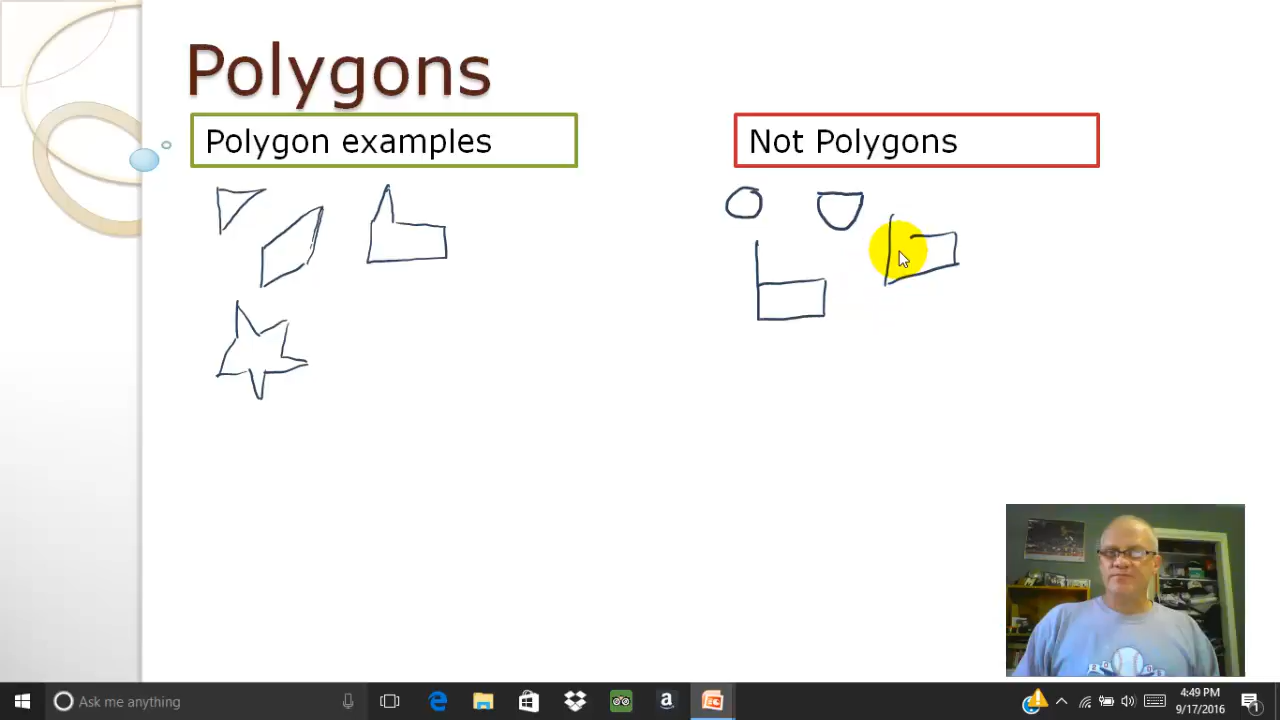 Polygons
Polygon examples
Not Polygons
Ask me anything
4:49 PM
9/17/2016